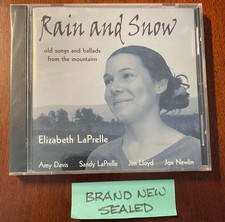 Rain and Snow
old songs and ballads
from the mountains
Elizabeth LaPrelle
Amy Davis Sandy LaPrelle Jim Lloyd Jim Newlin
BRAND NEW
SEALED